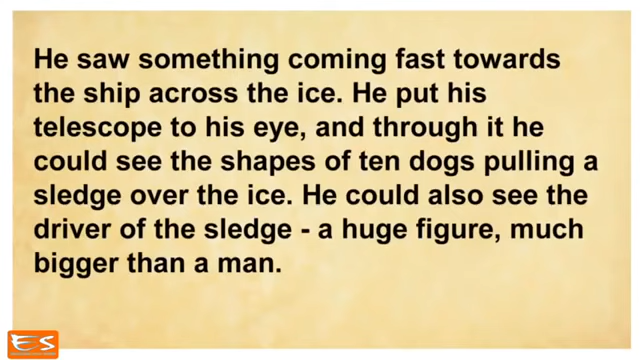 He saw something coming fast towards
the ship across the ice. He put his
telescope to his eye, and through it he
could see the shapes of ten dogs pulling a
sledge over the ice. He could also see the
driver of the sledge - a huge figure, much
bigger than a man.
ES